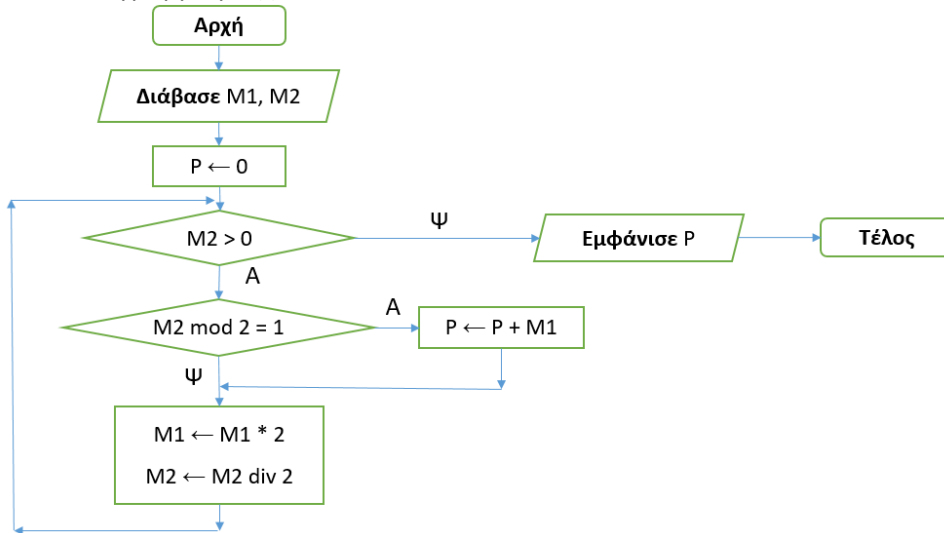 Αρχή
Διάβασε M1, M2
P ← 0
M2 > 0
Ψ
Εμφάνισε P
Τέλος
Α
M2 mod 2 = 1
Α
P ← P + M1
Ψ
M1 ← M1 * 2
M2 ← M2 div 2